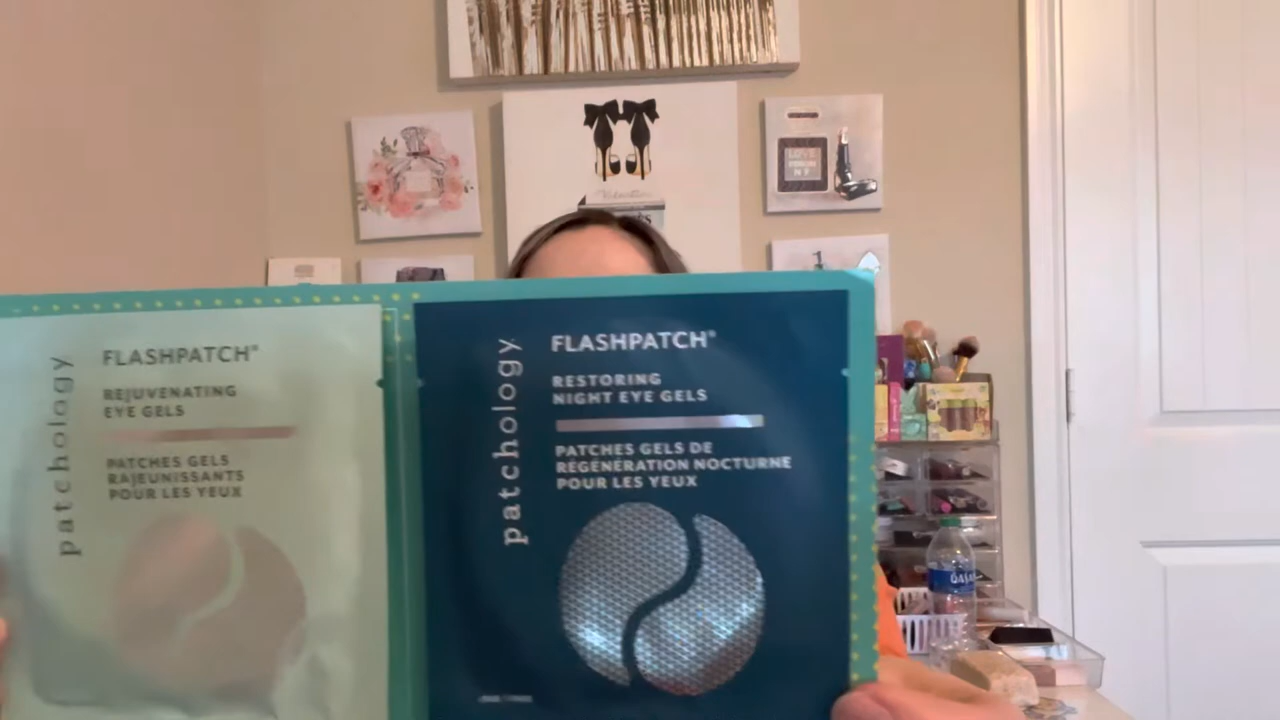 patchology
FLASHPATCH®
REJUVENATING
EYE GELS
PATCHES GELS
RAJEUNISSANTS
POUR LES YEUX
patchology
FLASHPATCH®
RESTORING
NIGHT EYE GELS
PATCHES GELS DE
RÉGÉNÉRATION NOCTURNE
POUR LES YEUX
LOVE